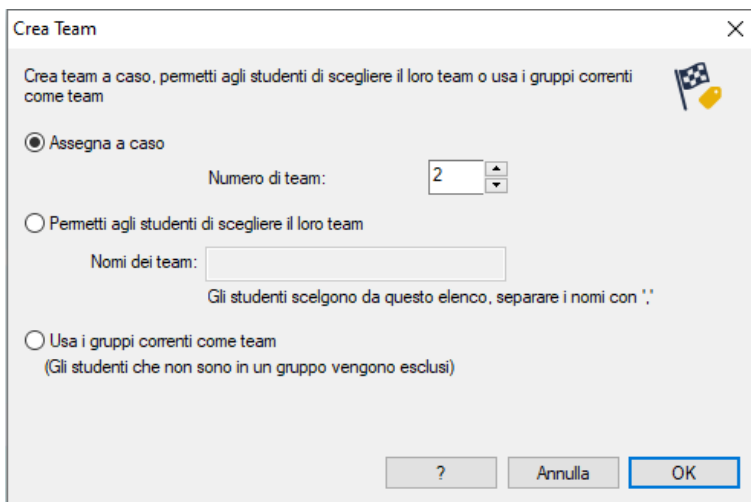 Crea Team
Crea team a caso, permetti agli studenti di scegliere il loro team o usa i gruppi correnti
come team
Assegna a caso
Numero di team: 2
Permetti agli studenti di scegliere il loro team
Nomi dei team:
Gli studenti scelgono da questo elenco, separare i nomi con ','
Usa i gruppi correnti come team
(Gli studenti che non sono in un gruppo vengono esclusi)
? Annulla OK